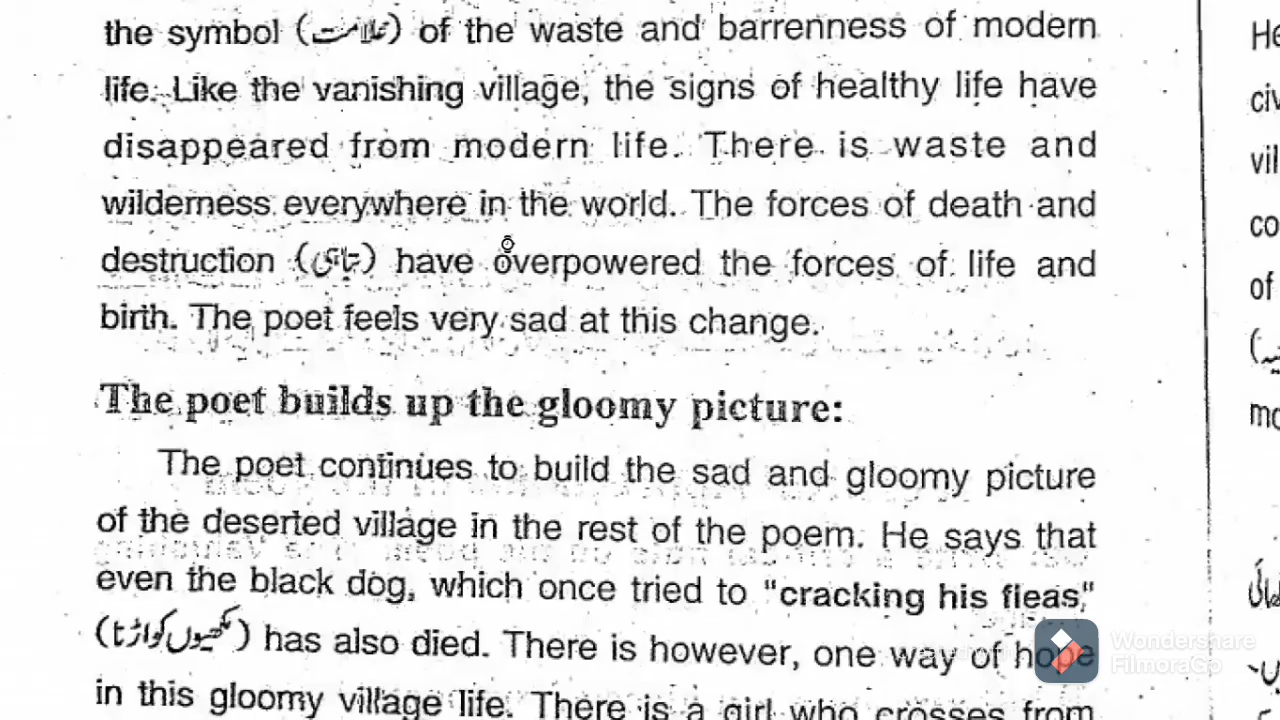 the symbol (علامت) of the waste and barrenness of modern
life. Like the vanishing village, the signs of healthy life have
disappeared from modern life. There is waste and
wilderness everywhere in the world. The forces of death and
destruction (تباہی) have overpowered the forces of life and
birth. The poet feels very sad at this change.
The poet builds up the gloomy picture:
The poet continues to build the sad and gloomy picture
of the deserted village in the rest of the poem. He says that
even the black dog, which once tried to "cracking his fleas,"
(مکھیوں کو اڑانا) has also died. There is however, one way of hope
in this gloomy village life. There is a girl who crosses from
He
civ
vil
co
of
mo
Wondershare
FilmoraGo